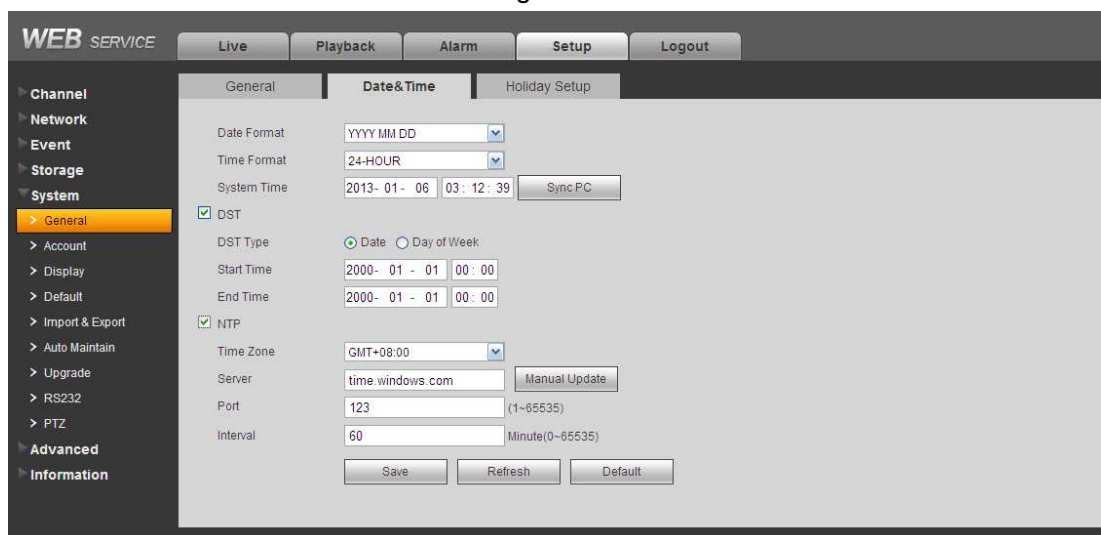 WEB SERVICE
Live Playback Alarm Setup Logout
Channel
Network
Event
Storage
System
> General
> Account
> Display
> Default
> Import & Export
> Auto Maintain
> Upgrade
> RS232
> PTZ
Advanced
Information
General Date&Time Holiday Setup
Date Format YYYY MM DD
Time Format 24-HOUR
System Time 2013- 01 - 06 03 : 12 : 39 Sync PC
DST
DST Type Date Day of Week
Start Time 2000- 01 - 01 00 : 00
End Time 2000- 01 - 01 00 : 00
NTP
Time Zone GMT+08:00
Server time.windows.com Manual Update
Port 123 (1~65535)
Interval 60 Minute(0~65535)
Save Refresh Default